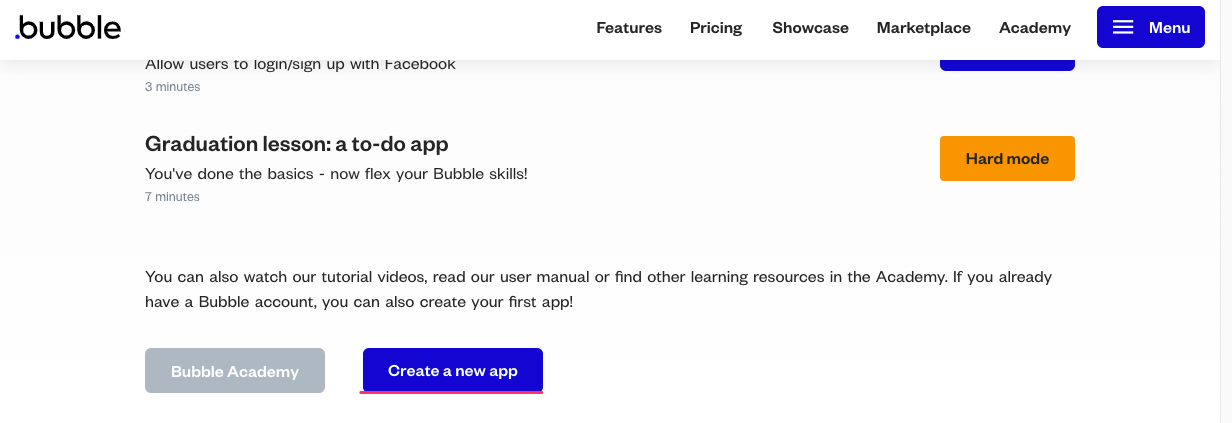 .bubble
Features Pricing Showcase Marketplace Academy Menu
Allow users to login/sign up with Facebook
3 minutes
Graduation lesson: a to-do app
Hard mode
You've done the basics - now flex your Bubble skills!
7 minutes
You can also watch our tutorial videos, read our user manual or find other learning resources in the Academy. If you already
have a Bubble account, you can also create your first app!
Bubble Academy Create a new app